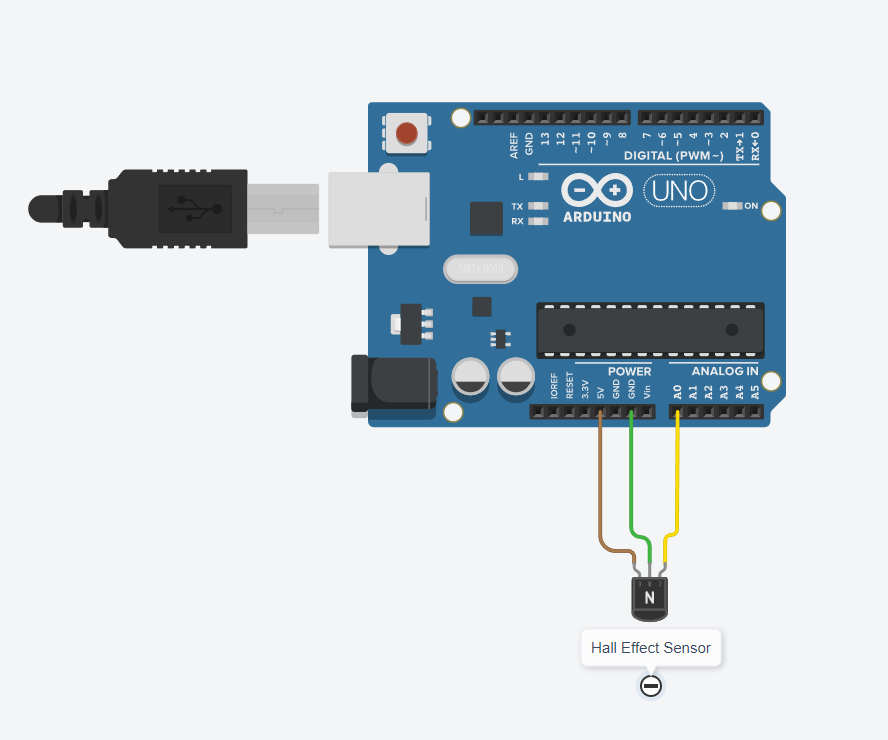 AREF
GND
13
12
~11
~10
~9
8
7
~6
~5
4
~3
2
TX→1
RX←0
DIGITAL (PWM~)
L
TX
RX
ARDUINO
UNO
ON
POWER
ANALOG IN
IOREF
RESET
3.3V
5V
GND
GND
Vin
A0
A1
A2
A3
A4
A5
N
Hall Effect Sensor